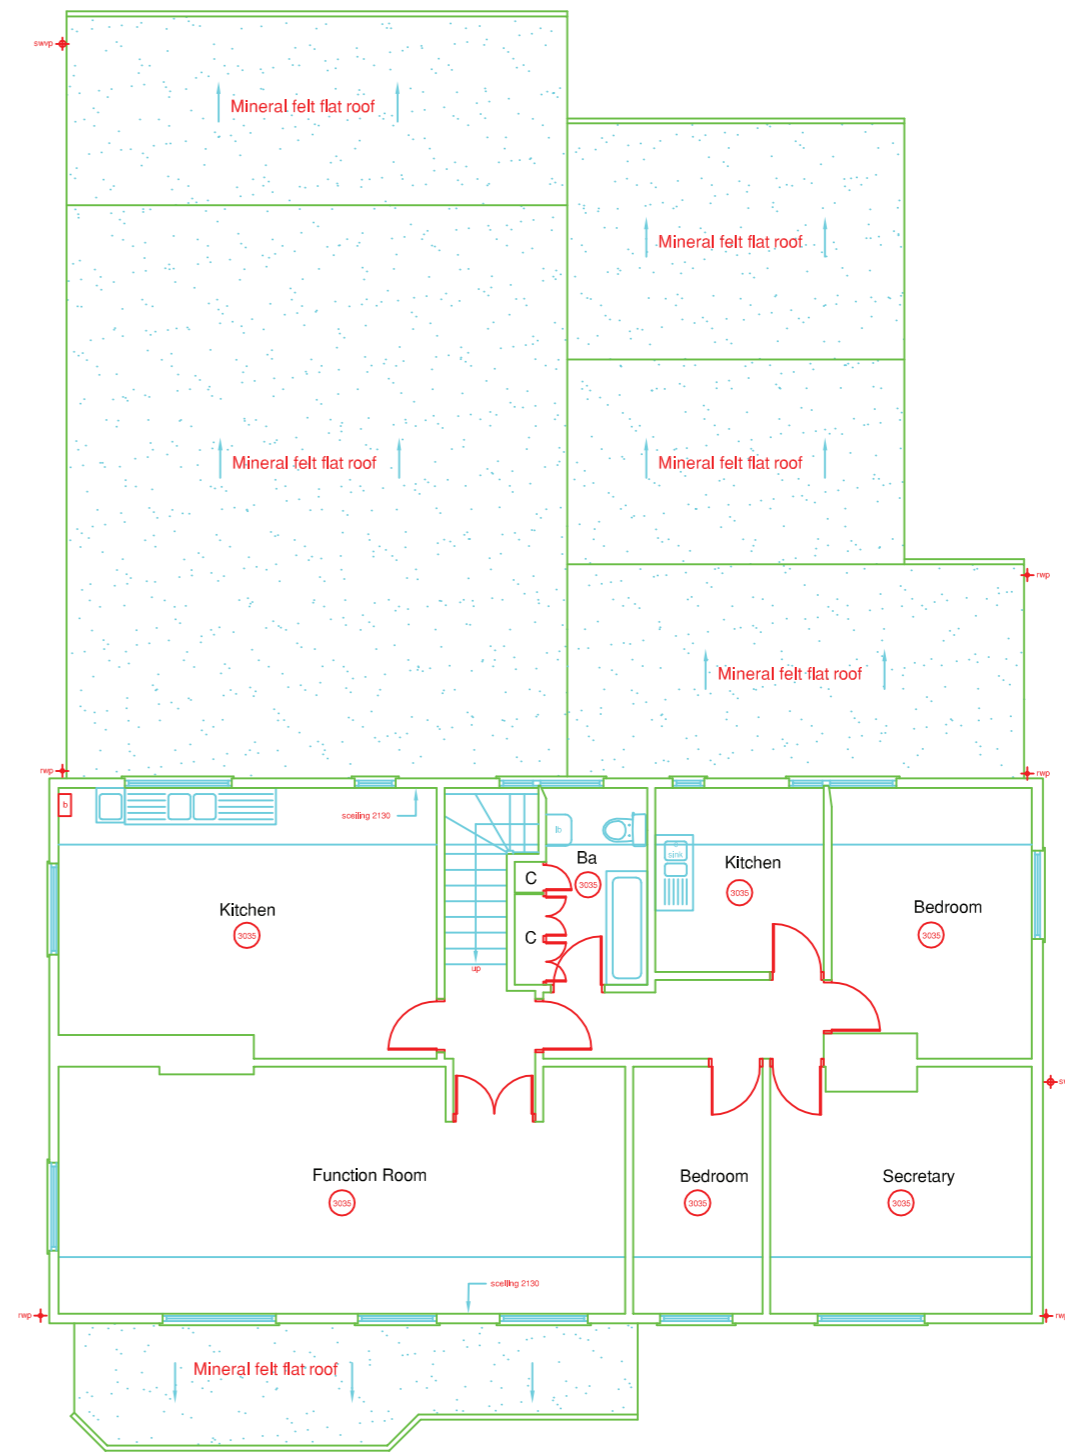 swvp
Mineral felt flat roof
Mineral felt flat roof
Mineral felt flat roof
Mineral felt flat roof
rwp
Mineral felt flat roof
rwp
rwp
b
sceiling 2130
lb
Ba
3035
C
sink
Kitchen
3035
Kitchen
3035
C
Bedroom
3035
up
Function Room
3035
Bedroom
3035
Secretary
3035
sceiling 2130
rwp
Mineral felt flat roof